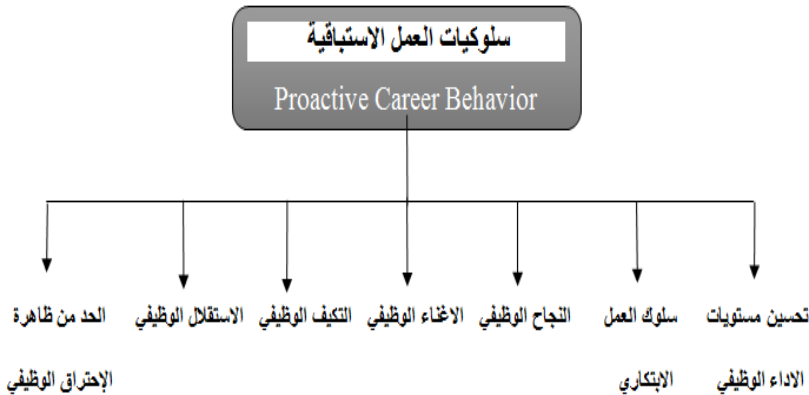 سلوكيات العمل الاستباقية
Proactive Career Behavior
تحسين مستويات
الاداء الوظيفي
سلوك العمل
الابتكاري
النجاح الوظيفي
الاغناء الوظيفي
التكيف الوظيفي
الاستقلال الوظيفي
الحد من ظاهرة
الإحتراق الوظيفي